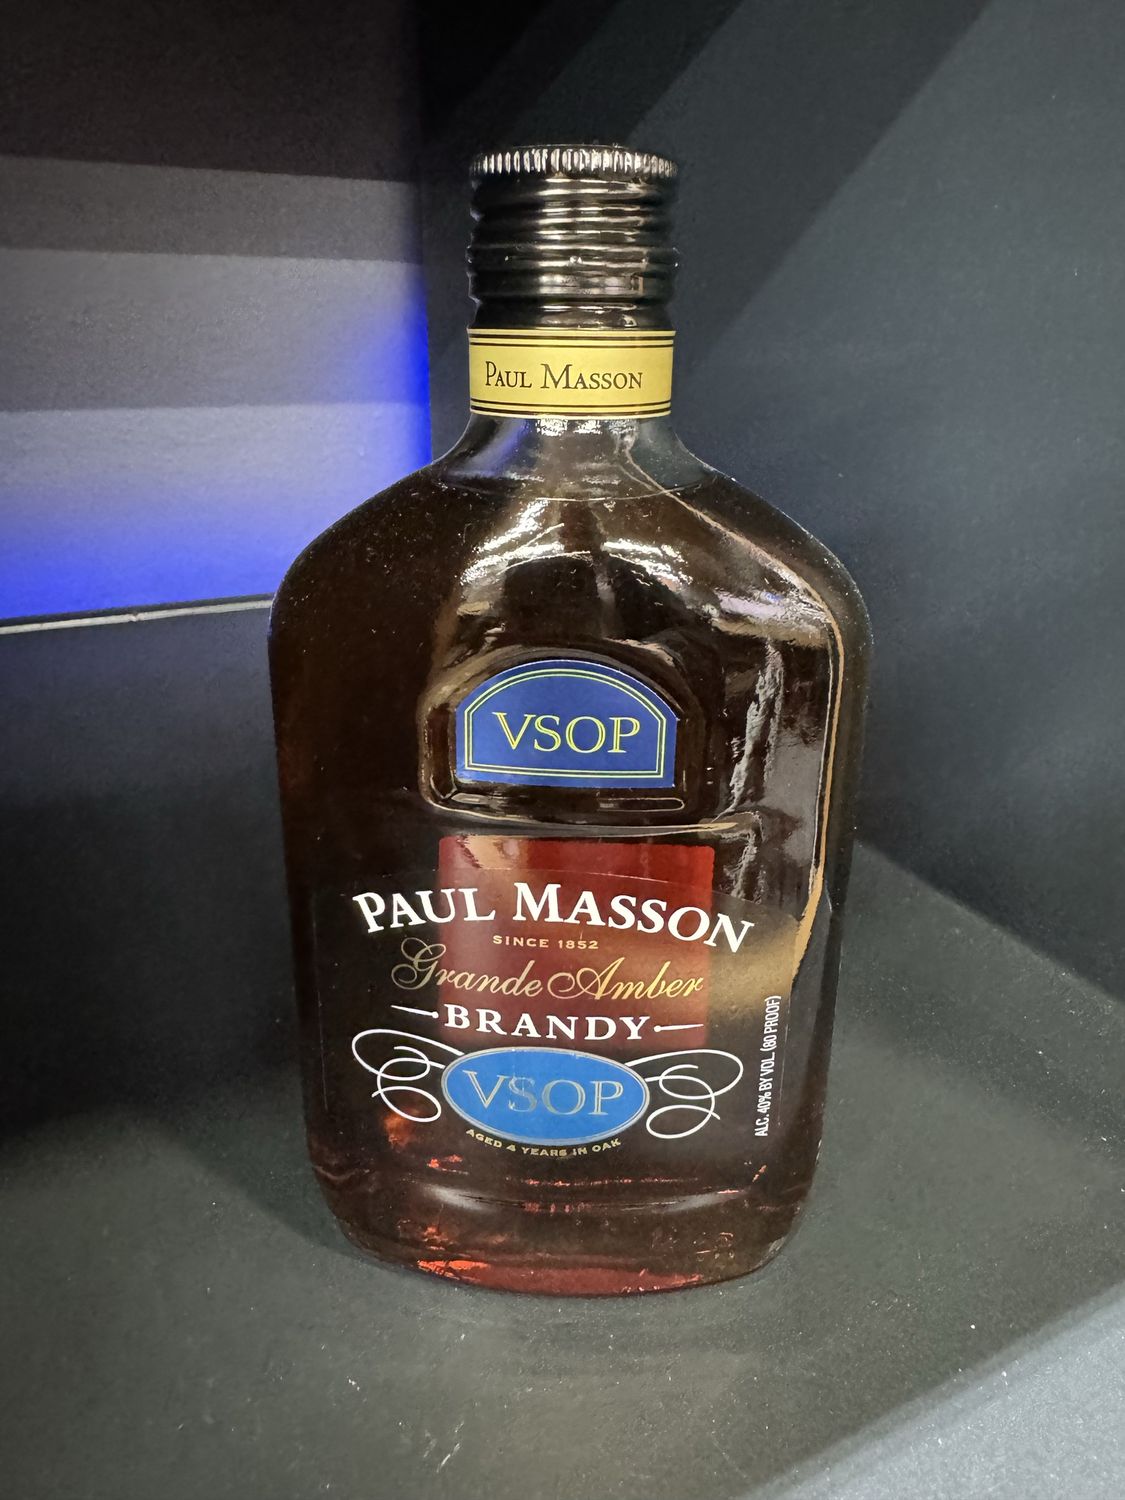 PAUL MASSON
VSOP
PAUL MASSON
SINCE 1852
Grande Amber
BRANDY
VSOP
AGED 4 YEARS IN OAK
ALC. 40% BY VOL. (80 PROOF)